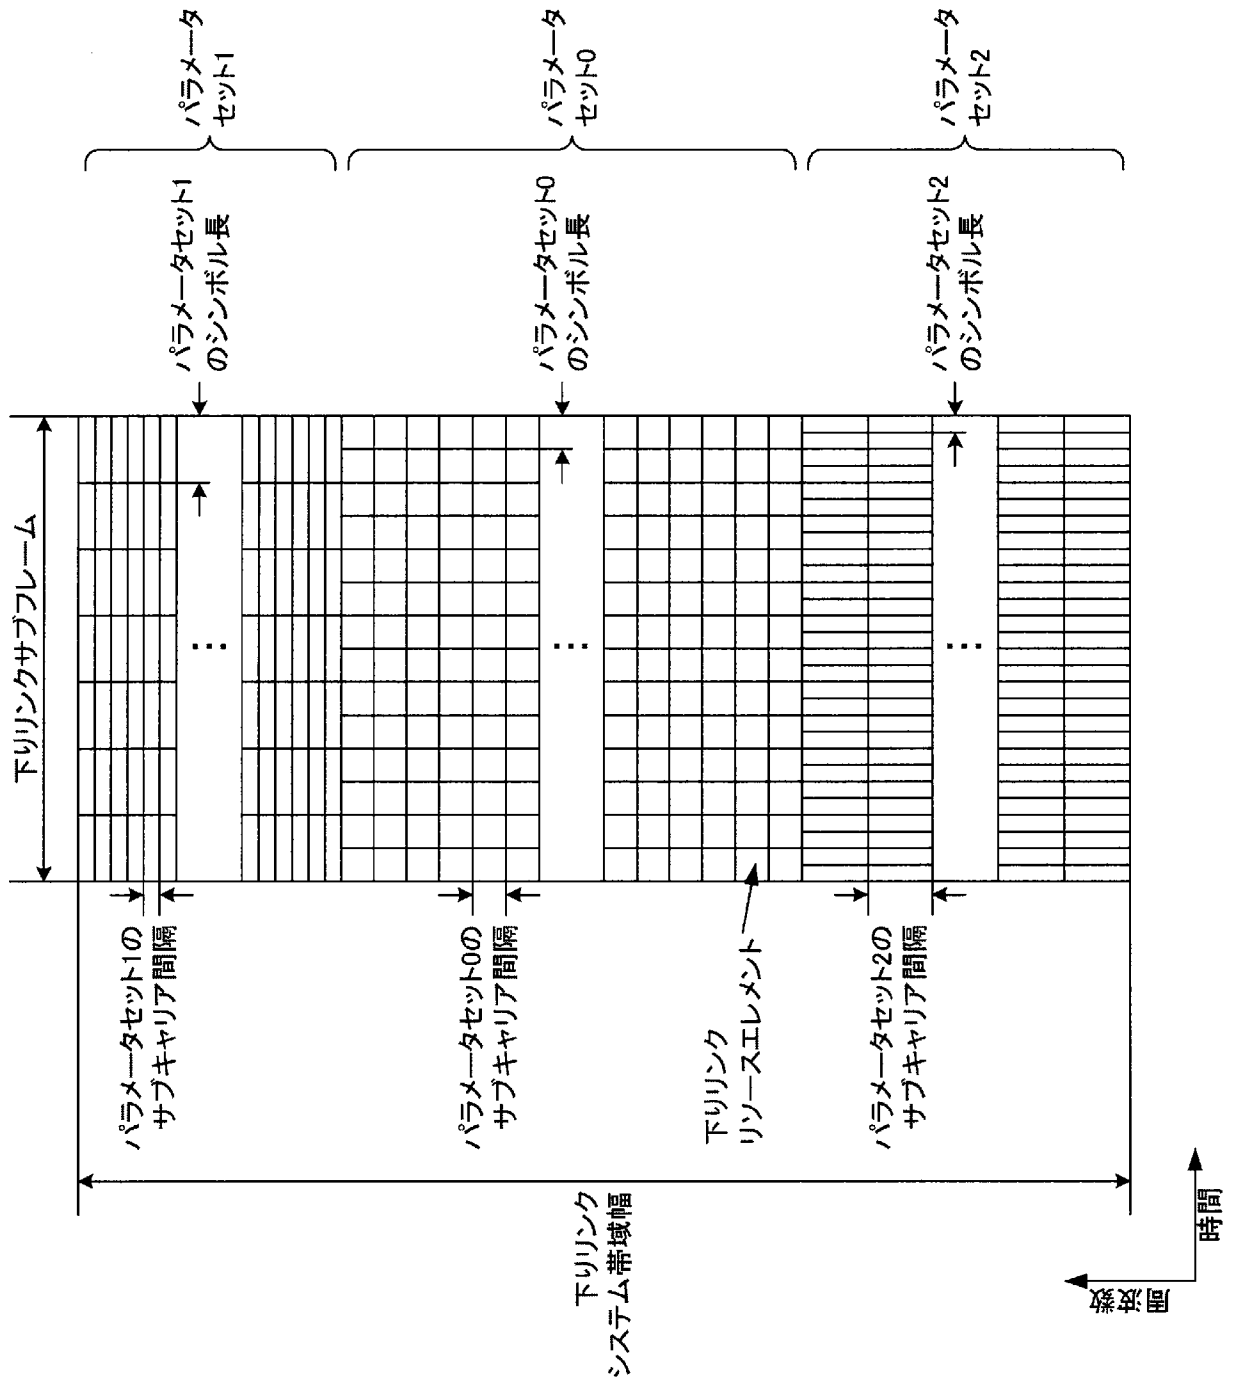 下りリンクサブフレーム
パラメータセット1の
サブキャリア間隔
パラメータセット1
のシンボル長
パラメータ
セット1
...
パラメータセット0の
サブキャリア間隔
パラメータセット0
のシンボル長
パラメータ
セット0
...
下りリンク
リソースエレメント
パラメータセット2の
サブキャリア間隔
パラメータセット2
のシンボル長
パラメータ
セット2
...
下りリンク
システム帯域幅
周波数
時間